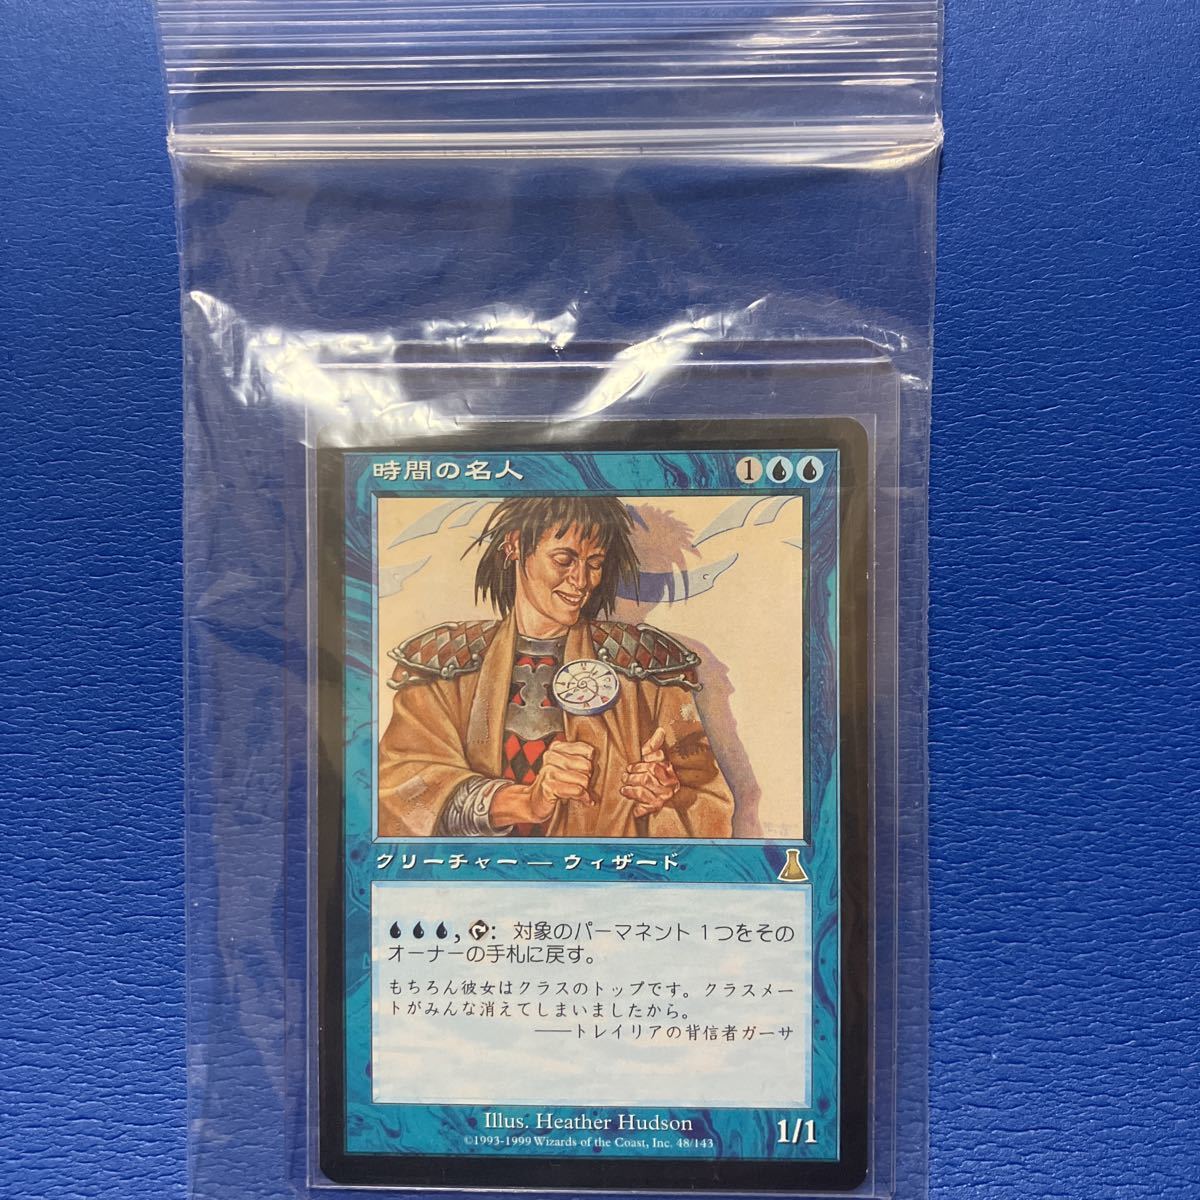 時間の名人 1
クリーチャー — ウィザード
, : 対象のパーマネント 1つをその
オーナーの手札に戻す。
もちろん彼女はクラスのトップです。クラスメー
トがみんな消えてしまいましたから。
──トレイリアの背信者ガーサ
Illus. Heather Hudson
©1993-1999 Wizards of the Coast, Inc. 48/143
1/1